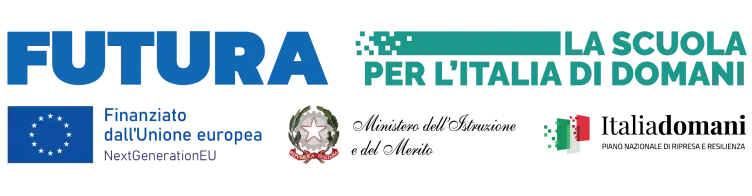 FUTURA
LA SCUOLA
PER L'ITALIA DI DOMANI
Finanziato
dall'Unione europea
NextGenerationEU
Ministero dell'Istruzione
e del Merito
Italiadomani
PIANO NAZIONALE DI RIPRESA E RESILIENZA